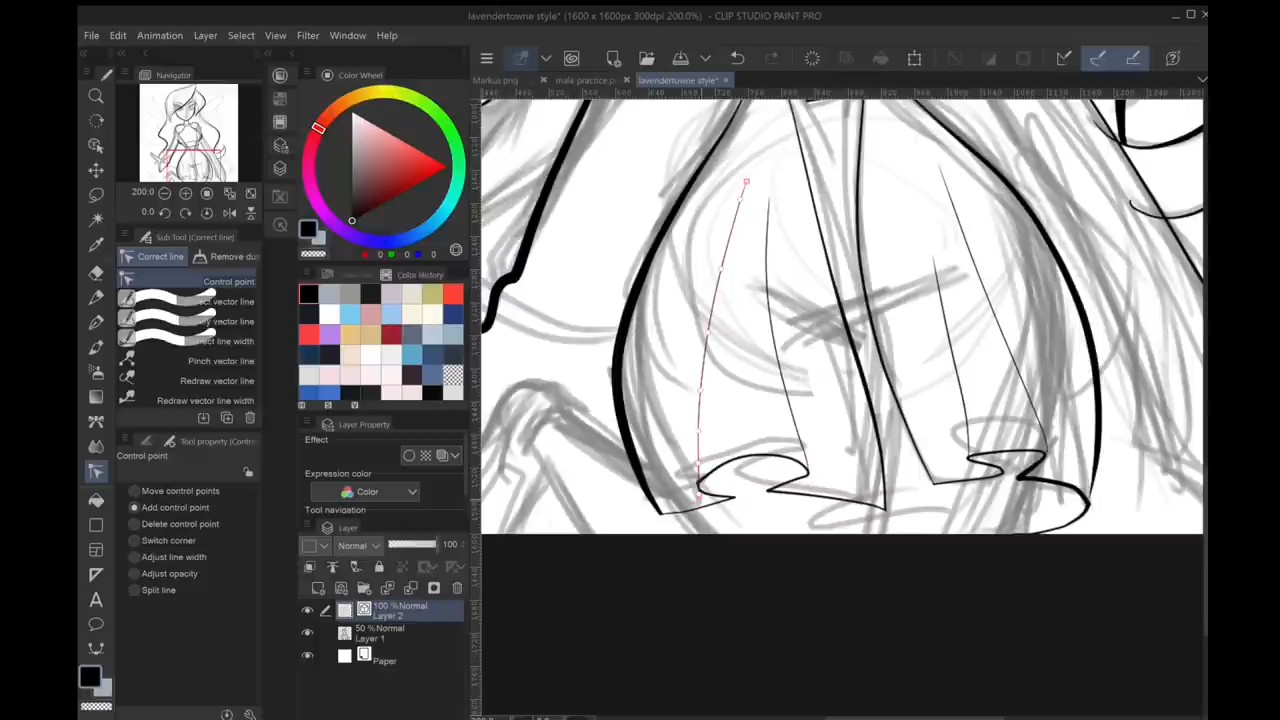 lavendertowne style* (1600 x 1600px 300dpi 200.0%) - CLIP STUDIO PAINT PRO
File Edit Animation Layer Select View Filter Window Help
Navigator
Color Wheel
Markus.png
male practice.p
lavendertowne style*
200.0
0.0
Sub Tool (Correct line)
Correct line
Remove du
Control point
vector line
vector line
line width
Pinch vector line
Redraw vector line
Redraw vector line width
0 0 0
Color History
H S V
Layer Property
Effect
Expression color
Color
Tool navigation
Tool property (Contro
Control point
Move control points
Add control point
Delete control point
Switch corner
Adjust line width
Adjust opacity
Split line
Layer
Normal 100
100 %Normal
Layer 2
50 %Normal
Layer 1
Paper